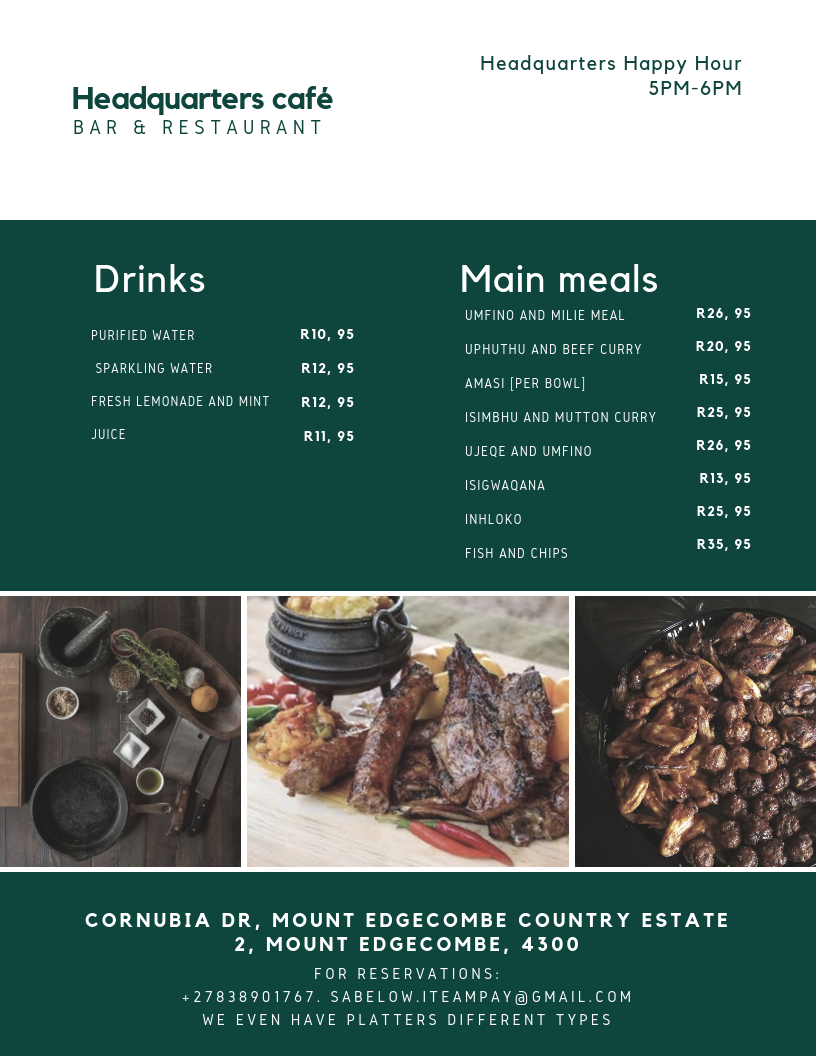 Headquarters café
BAR & RESTAURANT
Headquarters Happy Hour
5PM-6PM
Drinks
PURIFIED WATER R10, 95
SPARKLING WATER R12, 95
FRESH LEMONADE AND MINT R12, 95
JUICE R11, 95
Main meals
UMFINO AND MILIE MEAL R26, 95
UPHUTHU AND BEEF CURRY R20, 95
AMASI [PER BOWL] R15, 95
ISIMBHU AND MUTTON CURRY R25, 95
UJEQE AND UMFINO R26, 95
ISIGWAQANA R13, 95
INHLOKO R25, 95
FISH AND CHIPS R35, 95
CORNUBIA DR, MOUNT EDGECOMBE COUNTRY ESTATE
2, MOUNT EDGECOMBE, 4300
FOR RESERVATIONS:
+27838901767. SABELOW.ITEAMPAY@GMAIL.COM
WE EVEN HAVE PLATTERS DIFFERENT TYPES